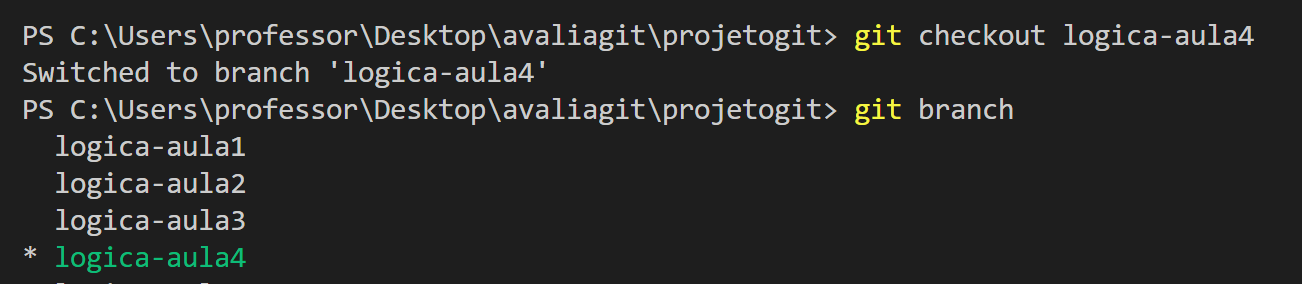 PS C:\Users\professor\Desktop\avaliagit\projetogit> git checkout logica-aula4
Switched to branch 'logica-aula4'
PS C:\Users\professor\Desktop\avaliagit\projetogit> git branch
  logica-aula1
  logica-aula2
  logica-aula3
* logica-aula4